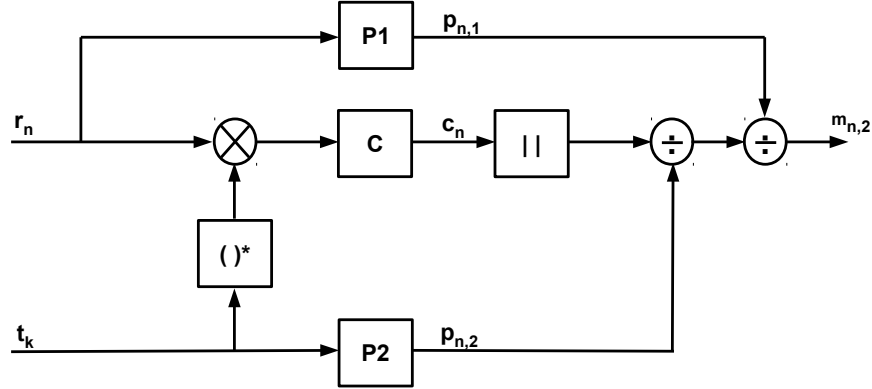 P1
p_{n,1}
r_n
C
c_n
| |
÷
÷
m_{n,2}
( )*
t_k
P2
p_{n,2}